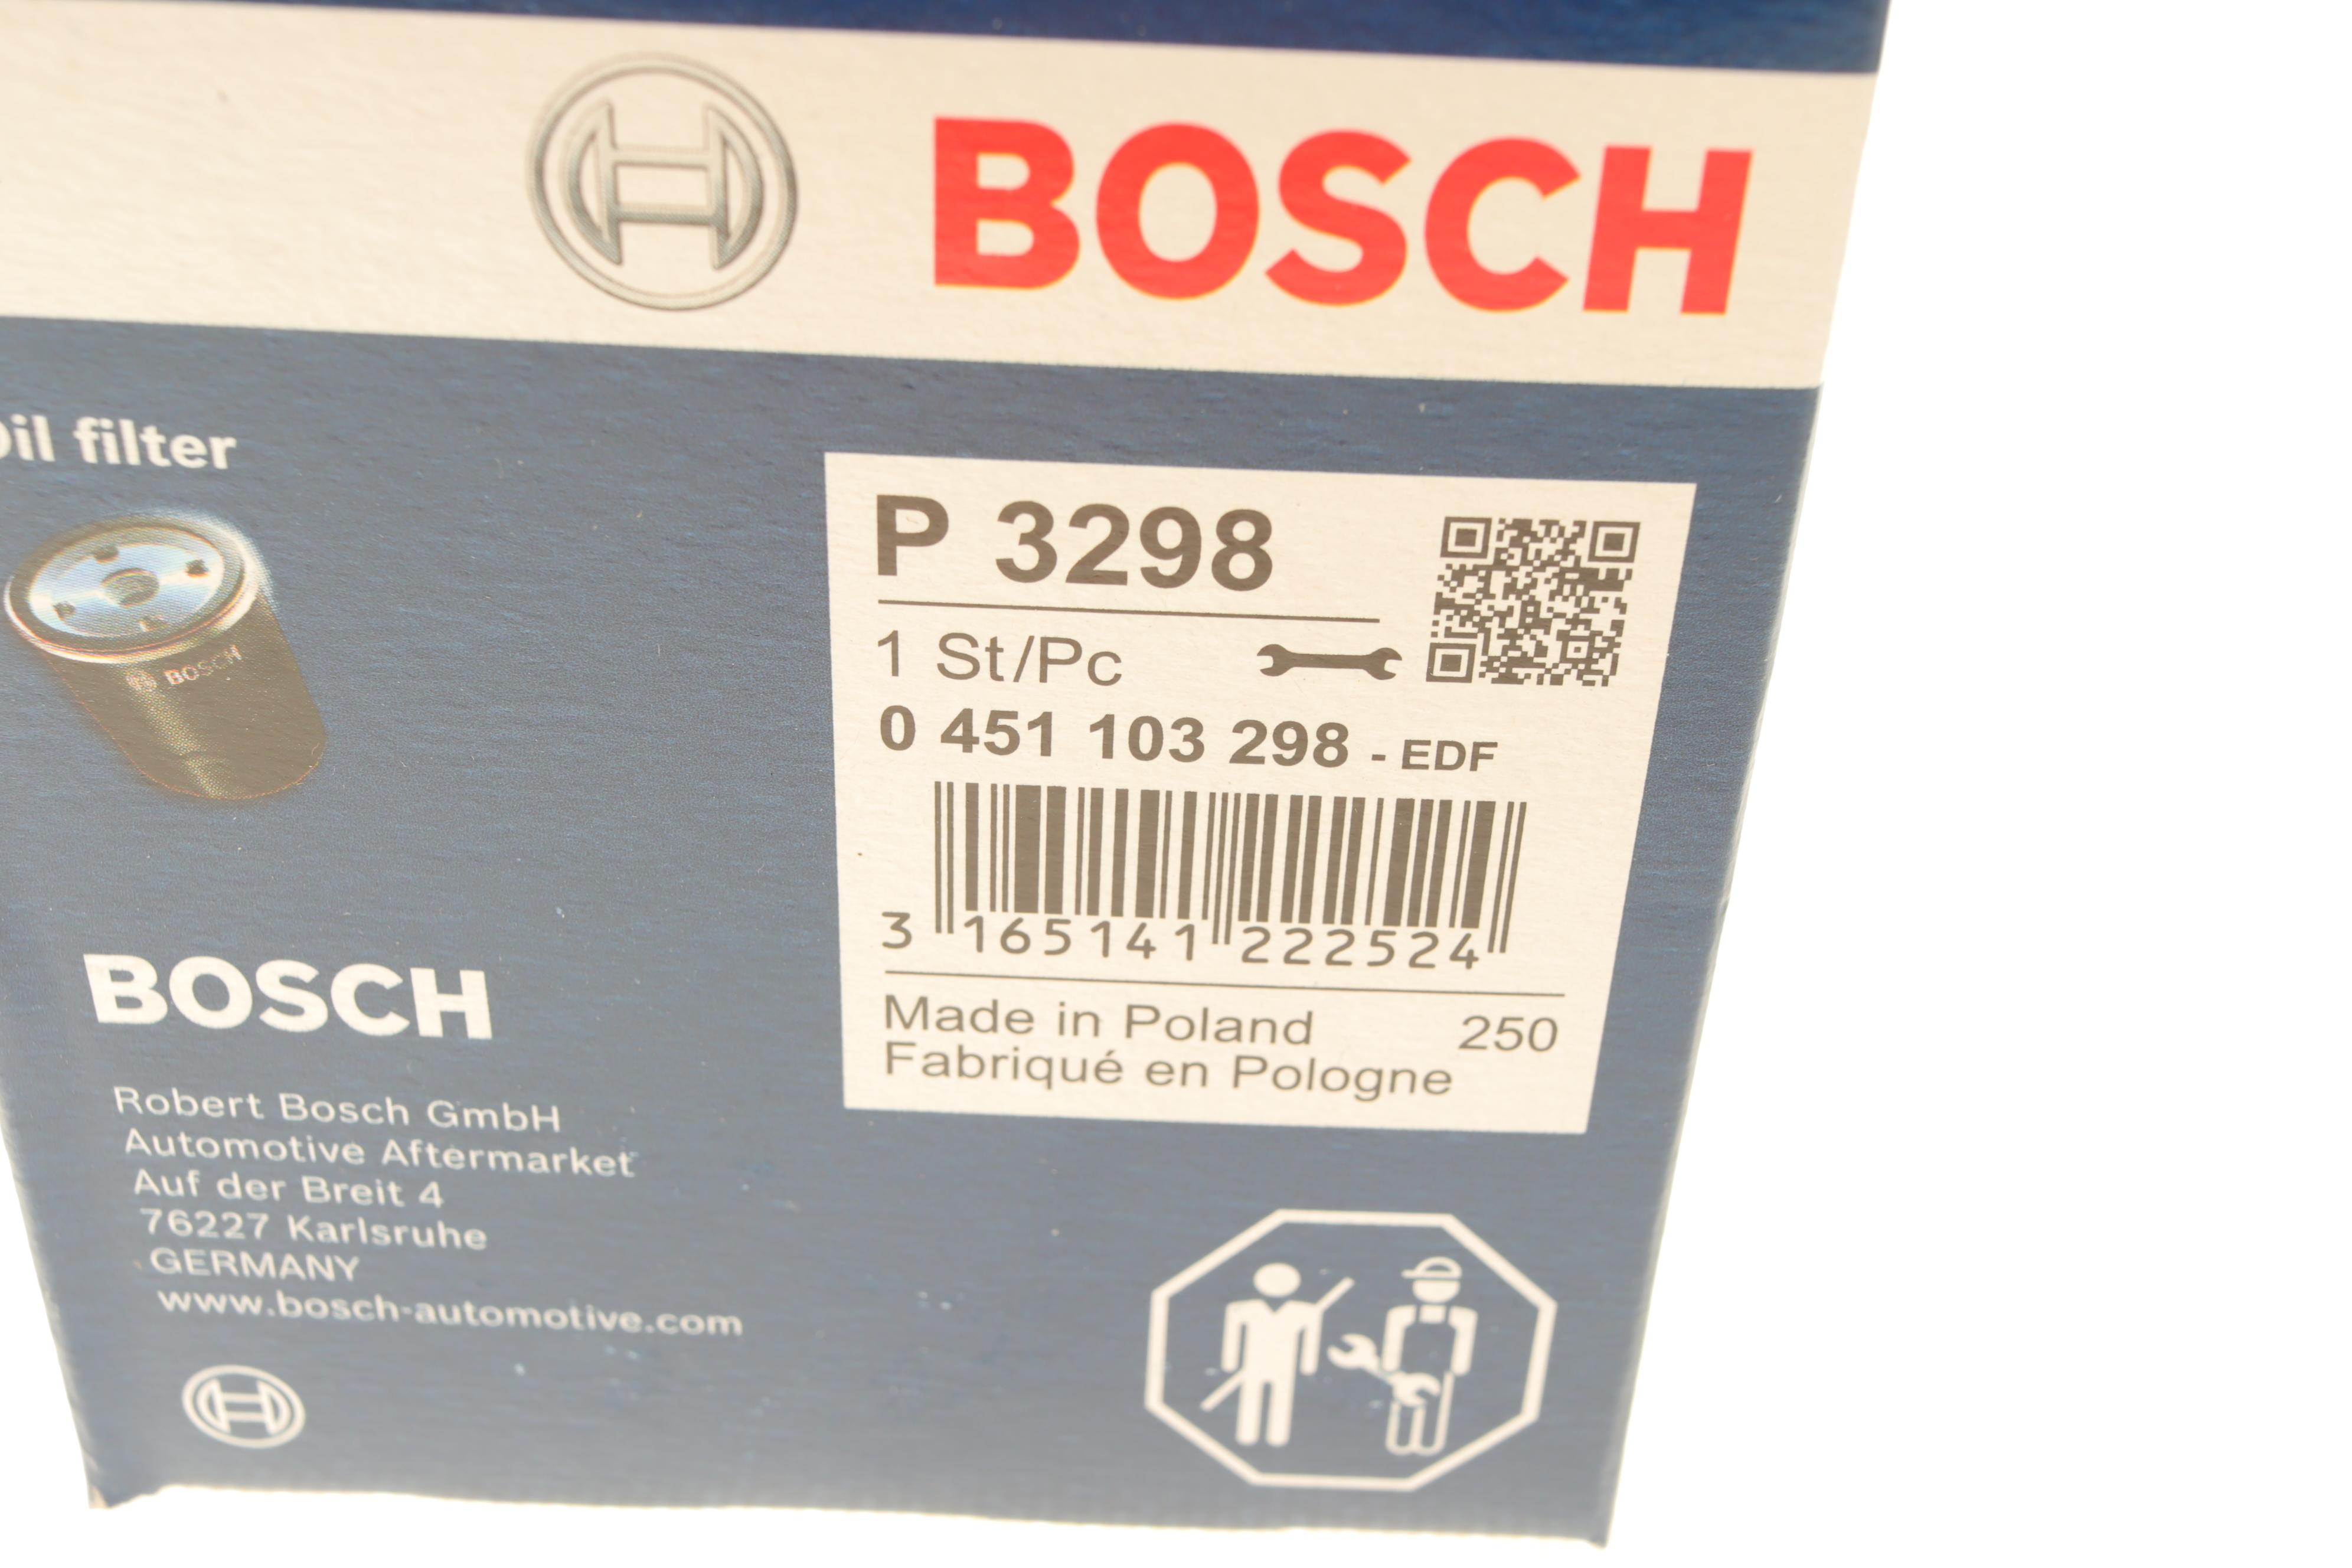 BOSCH
Oil filter
BOSCH
P 3298
1 St/Pc
0 451 103 298 - EDF
3 165141 222524
Made in Poland 250
Fabriqué en Pologne
BOSCH
Robert Bosch GmbH
Automotive Aftermarket
Auf der Breit 4
76227 Karlsruhe
GERMANY
www.bosch-automotive.com